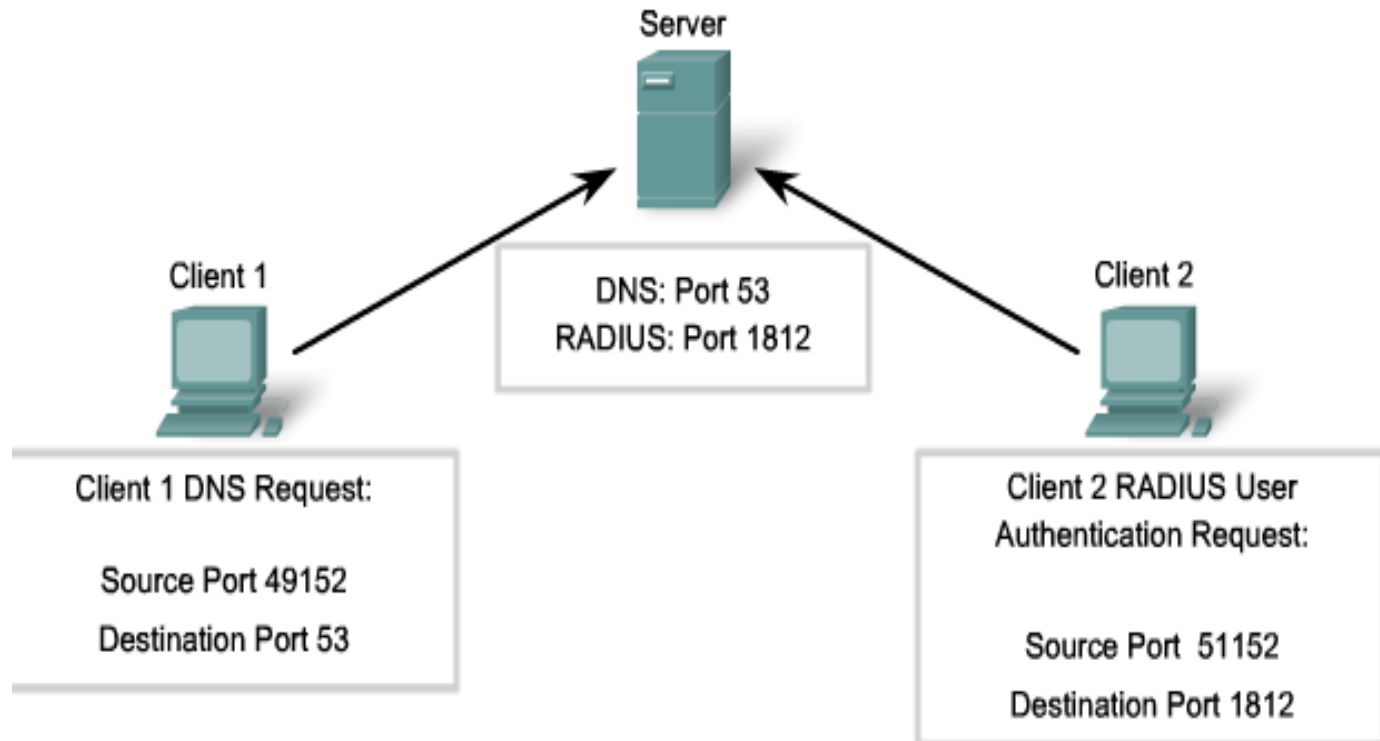 Server
Client 1
Client 2
DNS: Port 53
RADIUS: Port 1812
Client 1 DNS Request:
Source Port 49152
Destination Port 53
Client 2 RADIUS User
Authentication Request:
Source Port 51152
Destination Port 1812